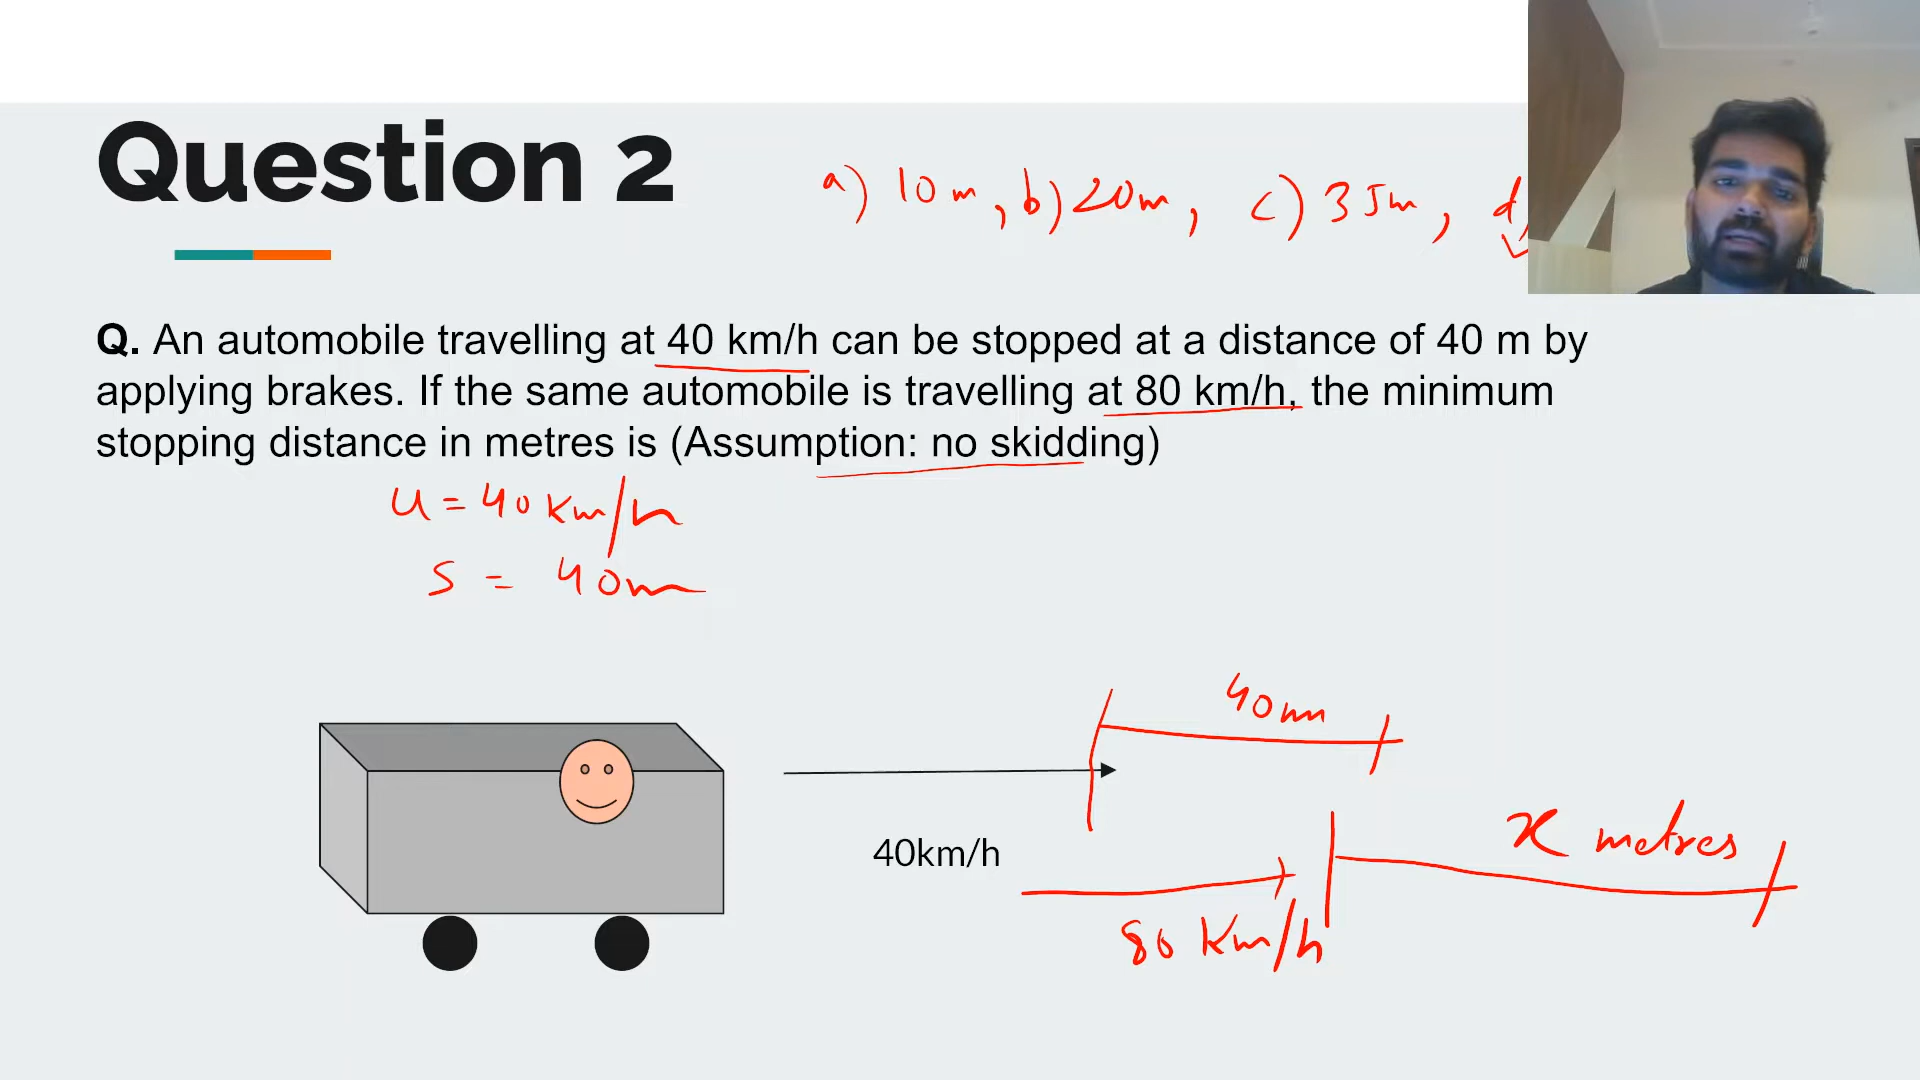 Question 2
a) 10 m, b) 20m, c) 35m, d)
Q. An automobile travelling at 40 km/h can be stopped at a distance of 40 m by
applying brakes. If the same automobile is travelling at 80 km/h, the minimum
stopping distance in metres is (Assumption: no skidding)
u = 40 Km/h
s = 40m
40m
40km/h
x metres
80 Km/h